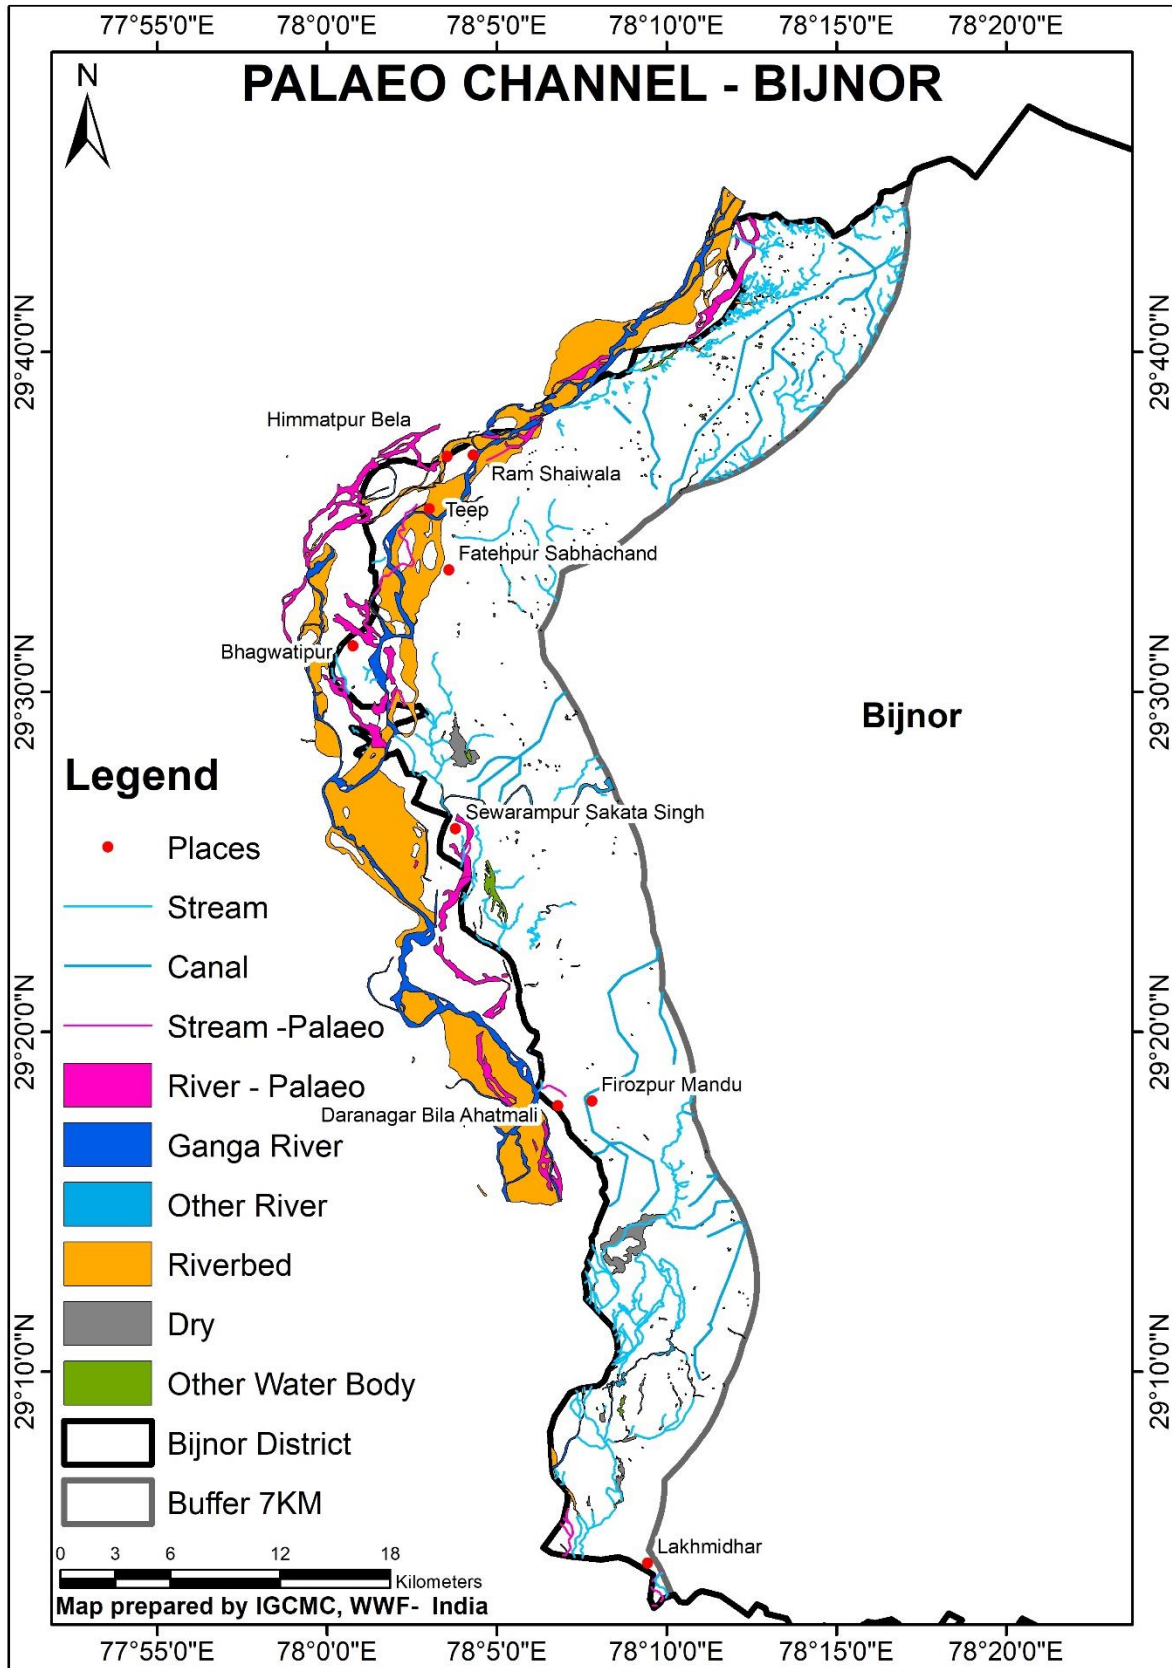 77°55'0"E 78°0'0"E 78°5'0"E 78°10'0"E 78°15'0"E 78°20'0"E
N
PALAEO CHANNEL - BIJNOR
29°40'0"N 29°40'0"N
Himmatpur Bela
Ram Shaiwala
Teep
Fatehpur Sabhachand
Bhagwatipur
29°30'0"N 29°30'0"N
Bijnor
Legend
Places
Stream
Canal
Stream -Palaeo
River - Palaeo
Ganga River
Other River
Riverbed
Dry
Other Water Body
Bijnor District
Buffer 7KM
Sewarampur Sakata Singh
29°20'0"N 29°20'0"N
Firozpur Mandu
Daranagar Bila Ahatmali
29°10'0"N 29°10'0"N
Lakhmidhar
0 3 6 12 18
Kilometers
Map prepared by IGCMC, WWF- India
77°55'0"E 78°0'0"E 78°5'0"E 78°10'0"E 78°15'0"E 78°20'0"E